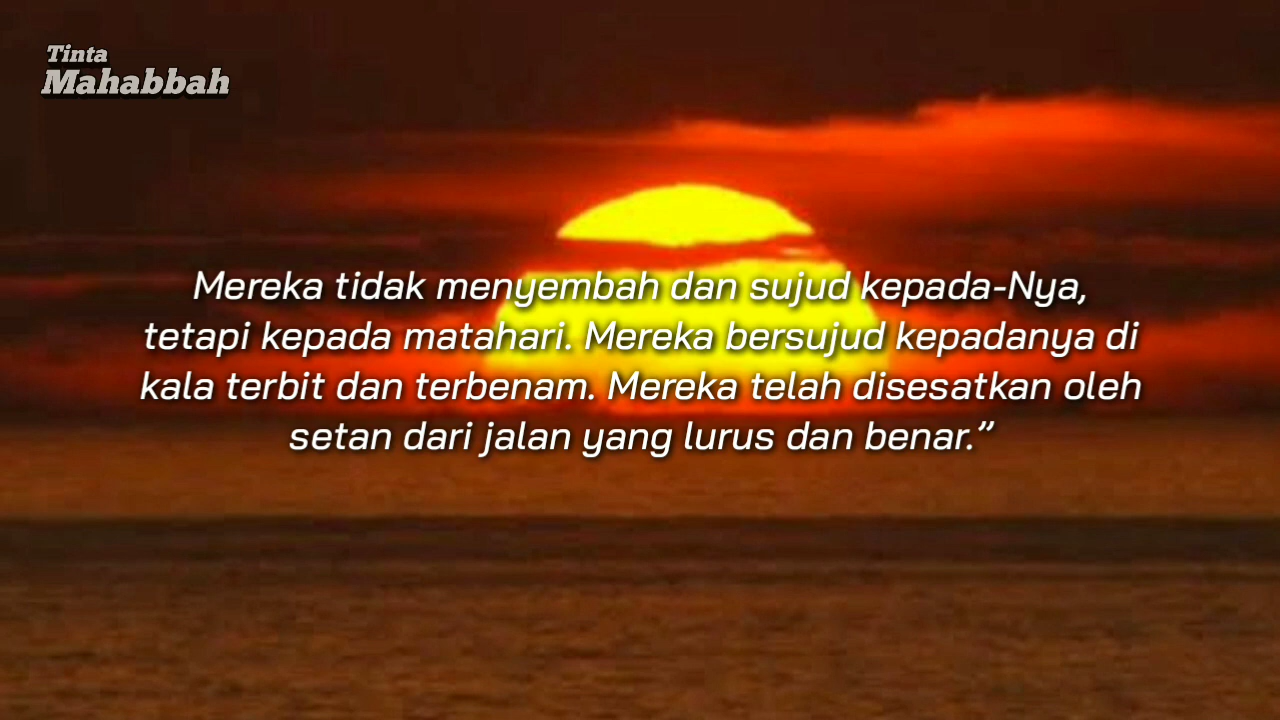 Tinta
Mahabbah
Mereka tidak menyembah dan sujud kepada-Nya,
tetapi kepada matahari. Mereka bersujud kepadanya di
kala terbit dan terbenam. Mereka telah disesatkan oleh
setan dari jalan yang lurus dan benar.”